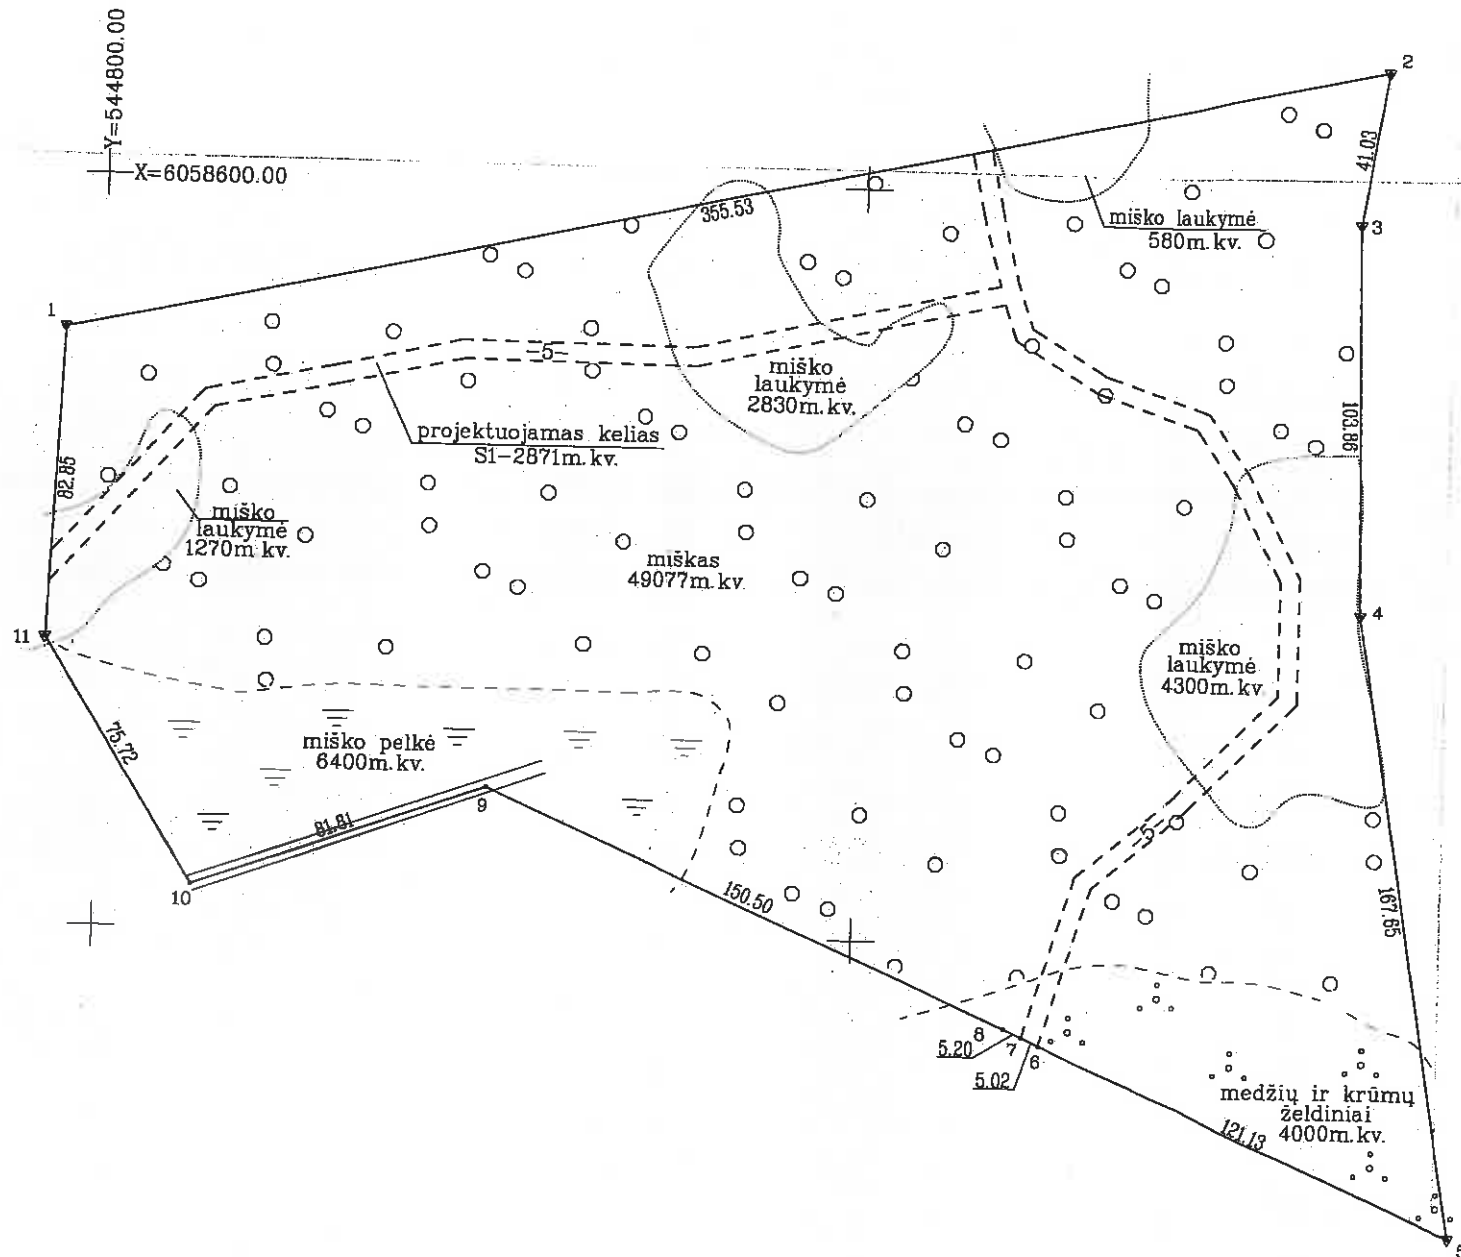 Y=544800.00
X=6058600.00
2
41.03
3
miško laukymė
580m.kv.
355.53
1
-5-
miško
laukymė
2830m.kv.
projektuojamas kelias
S1-2871m.kv.
103.86
82.85
miško
laukymė
1270m.kv.
miškas
49077m.kv.
11
4
miško
laukymė
4300m.kv.
75.72
miško pelkė
6400m.kv.
9
81.81
10
5
150.50
167.65
8
7
6
5.20
5.02
medžių ir krūmų
želdiniai
4000m.kv.
121.13
5